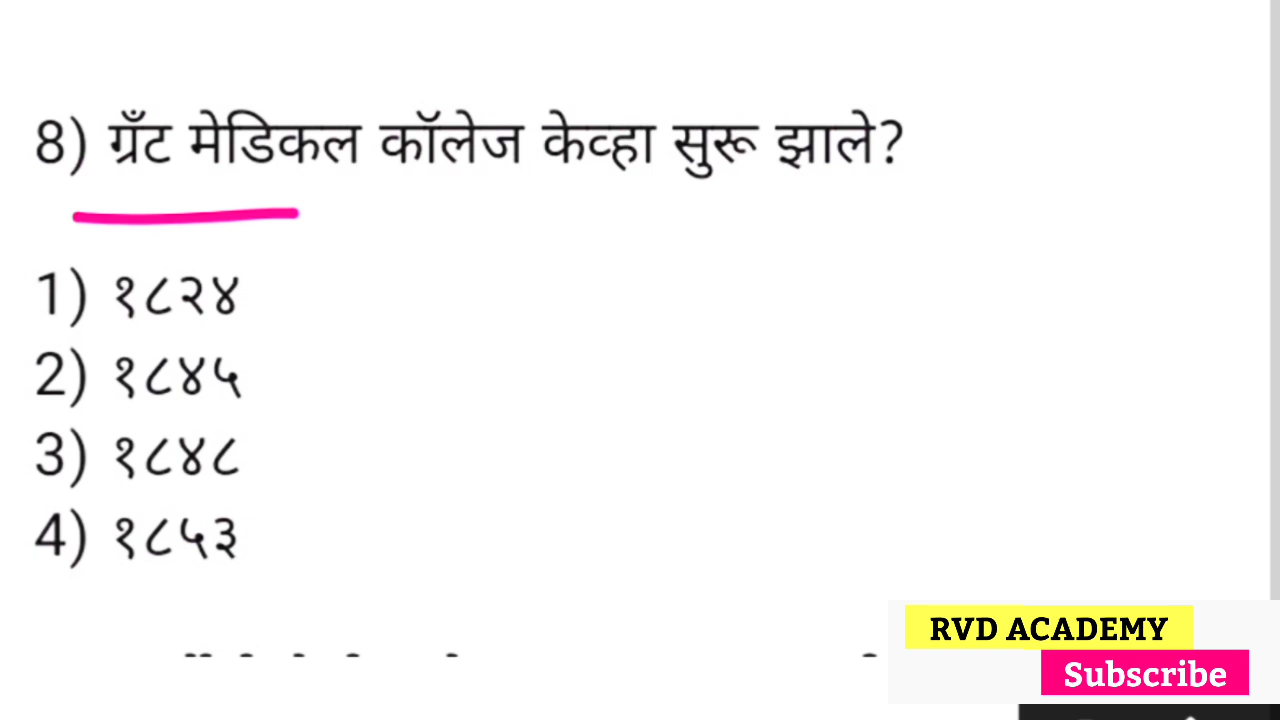 8) ग्रँट मेडिकल कॉलेज केव्हा सुरू झाले?
1) १८२४
2) १८४५
3) १८४८
4) १८५३
RVD ACADEMY
Subscribe